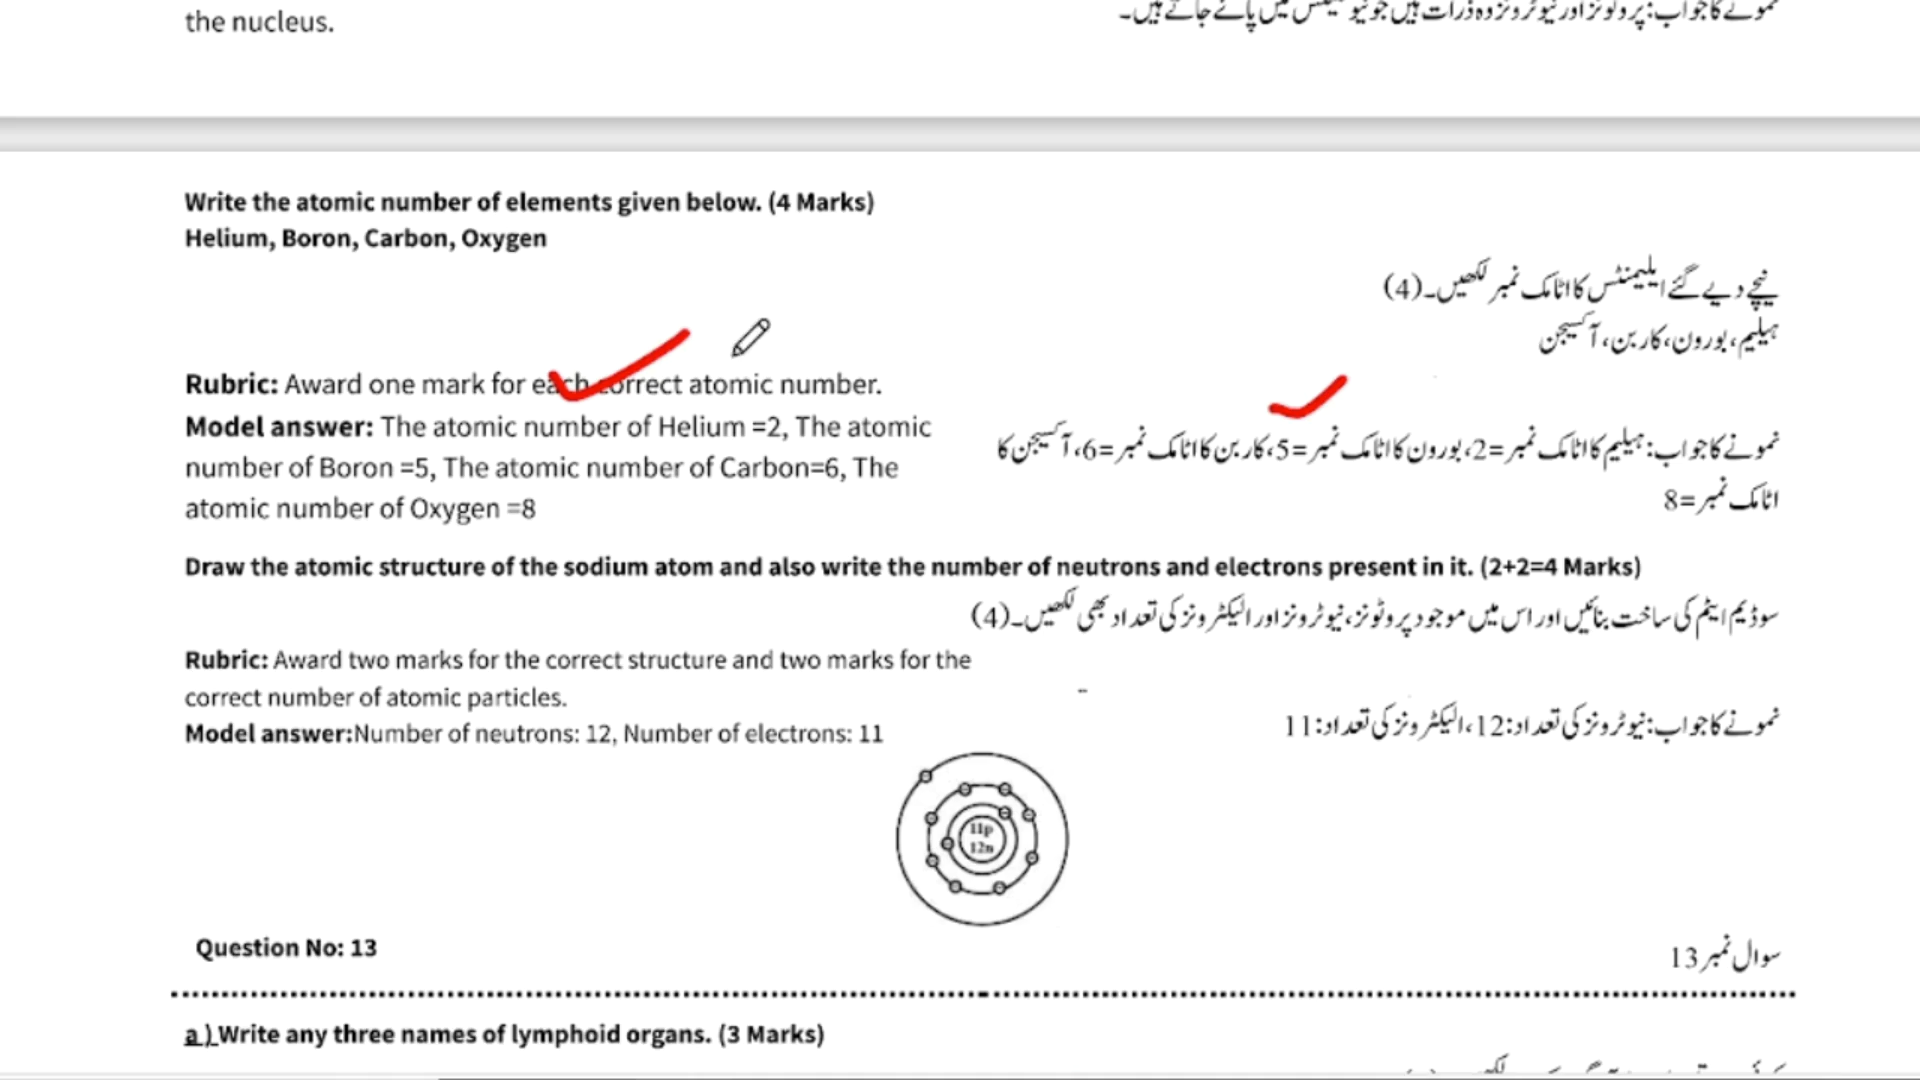 the nucleus.
نمونے کا جواب: پروٹونز اور نیوٹرونز وہ ذرات ہیں جو نیوکلیئس میں پائے جاتے ہیں۔
Write the atomic number of elements given below. (4 Marks)
Helium, Boron, Carbon, Oxygen
نیچے دیے گئے ایلیمنٹس کا اٹامک نمبر لکھیں۔(4)
ہیلیم، بورون، کاربن، آکسیجن
Rubric: Award one mark for each correct atomic number.
Model answer: The atomic number of Helium =2, The atomic
number of Boron =5, The atomic number of Carbon=6, The
atomic number of Oxygen =8
نمونے کا جواب: ہیلیم کا اٹامک نمبر=2، بورون کا اٹامک نمبر=5، کاربن کا اٹامک نمبر=6، آکسیجن کا
اٹامک نمبر=8
Draw the atomic structure of the sodium atom and also write the number of neutrons and electrons present in it. (2+2=4 Marks)
سوڈیم ایٹم کی ساخت بنائیں اور اس میں موجود پروٹونز، نیوٹرونز اور الیکٹرونز کی تعداد بھی لکھیں۔(4)
Rubric: Award two marks for the correct structure and two marks for the
correct number of atomic particles.
Model answer:Number of neutrons: 12, Number of electrons: 11
نمونے کا جواب: نیوٹرونز کی تعداد:12، الیکٹرونز کی تعداد:11
11p
12n
Question No: 13
سوال نمبر 13
a ) Write any three names of lymphoid organs. (3 Marks)